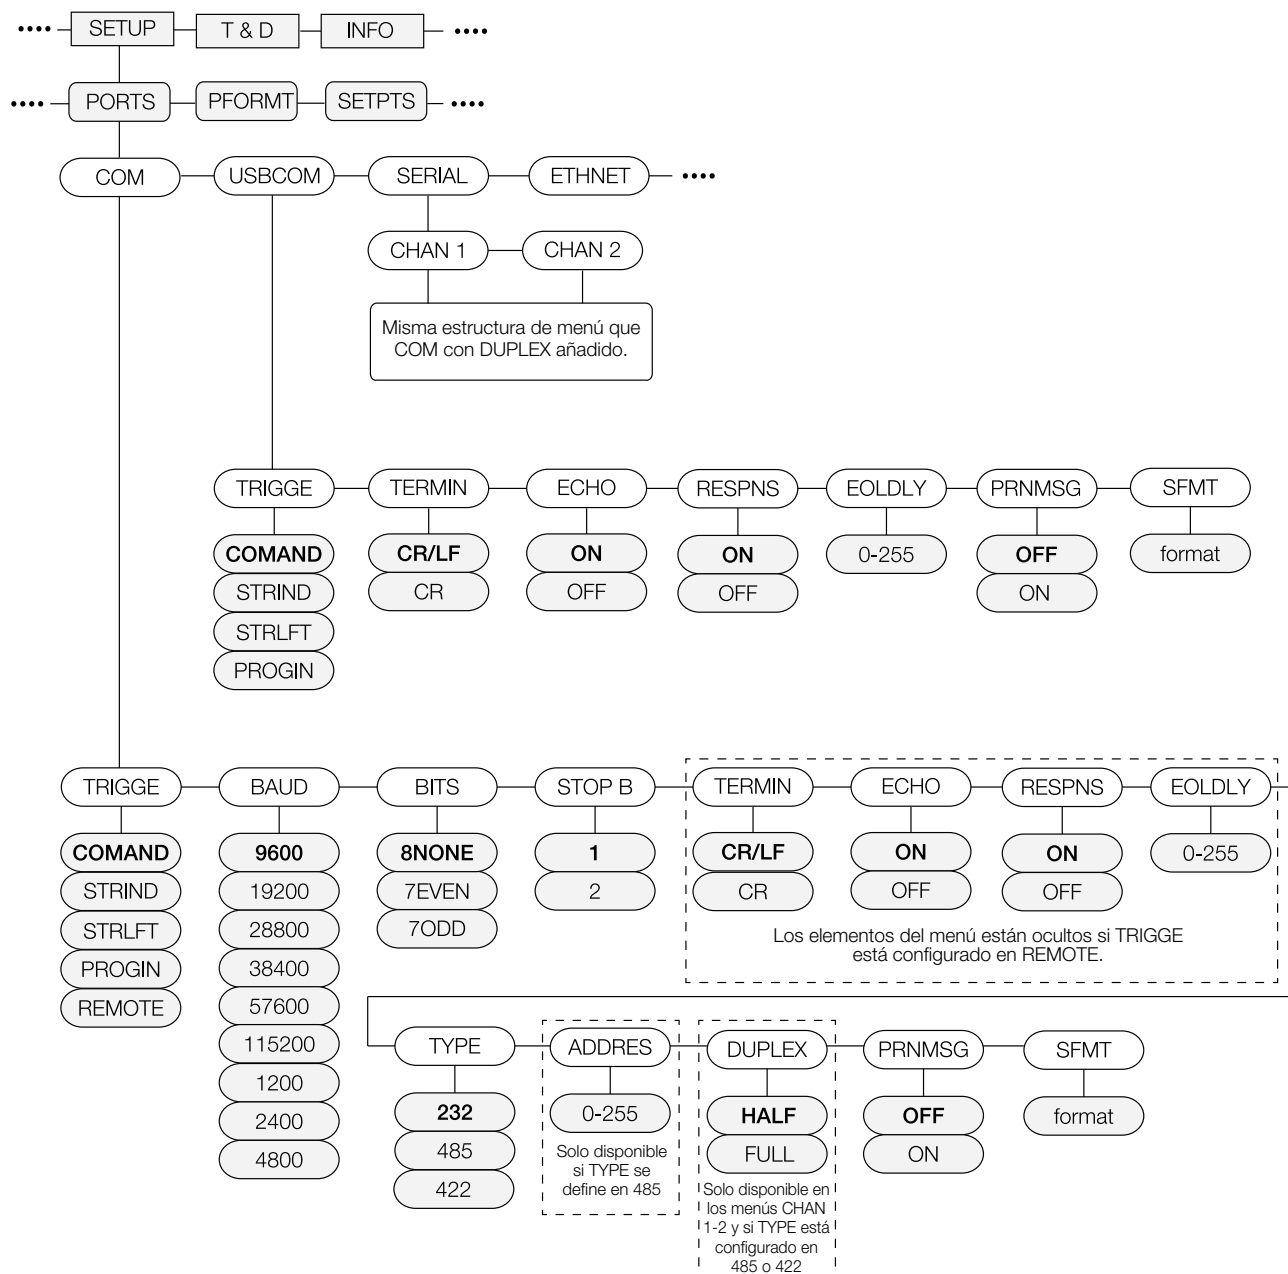 •••• SETUP T & D INFO ••••
•••• PORTS PFORMT SETPTS ••••
COM USBCOM SERIAL ETHNET ••••
CHAN 1 CHAN 2
Misma estructura de menú que
COM con DUPLEX añadido.
TRIGGE TERMIN ECHO RESPNS EOLDLY PRNMSG SFMT
COMAND CR/LF ON ON 0-255 OFF format
STRIND CR OFF OFF ON
STRLFT
PROGIN
TRIGGE BAUD BITS STOP B TERMIN ECHO RESPNS EOLDLY
COMAND 9600 8NONE 1 CR/LF ON ON 0-255
STRIND 19200 7EVEN 2 CR OFF OFF
STRLFT 28800 7ODD
Los elementos del menú están ocultos si TRIGGE
está configurado en REMOTE.
PROGIN 38400
REMOTE 57600
115200
1200
2400
4800
TYPE ADDRES DUPLEX PRNMSG SFMT
232 0-255 HALF OFF format
485 FULL ON
422
Solo disponible
si TYPE se
define en 485
Solo disponible en
los menús CHAN
1-2 y si TYPE está
configurado en
485 o 422